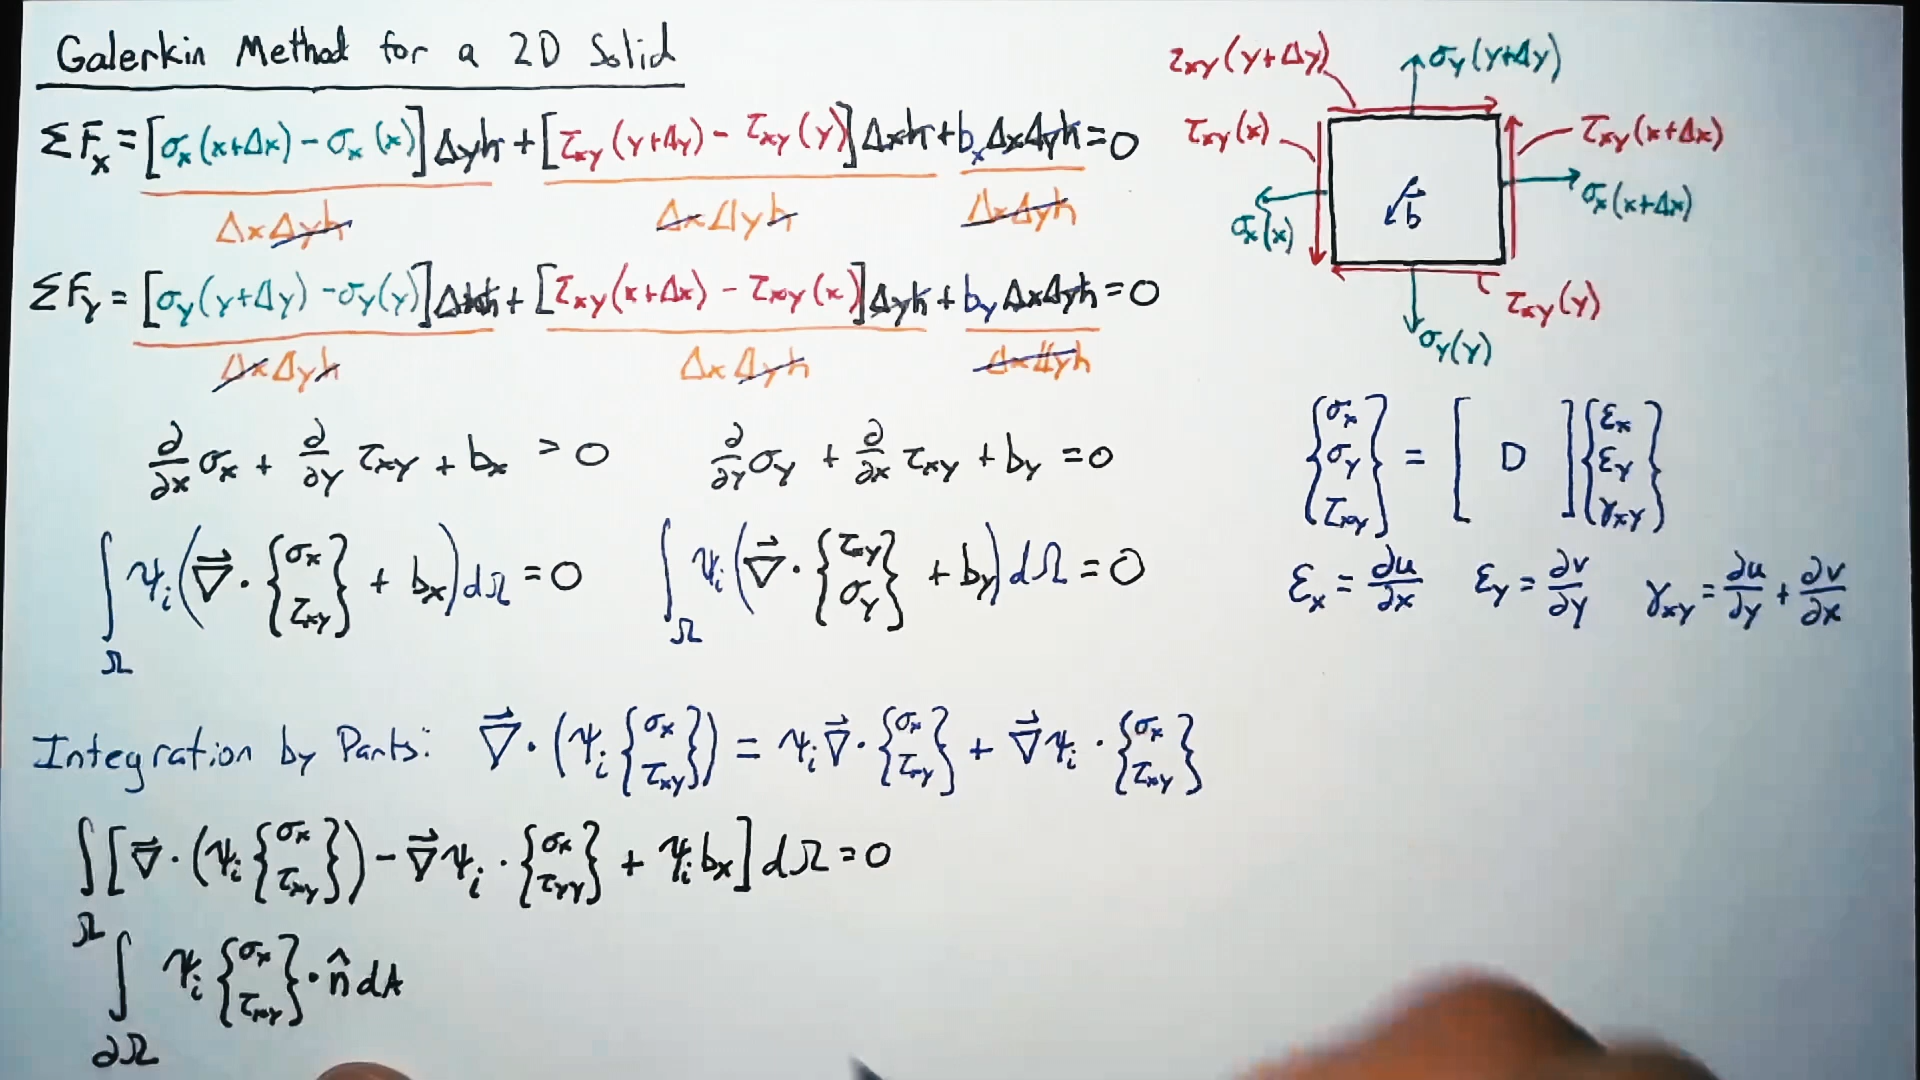 Galerkin Method for a 2D Solid
ΣFx = [σx(x+Δx) - σx(x)]Δyh + [τxy(y+Δy) - τxy(y)]Δxh + bxΔxΔyh = 0
ΔxΔyh ΔxΔyh ΔxΔyh
ΣFy = [σy(y+Δy) - σy(y)]Δxh + [τxy(x+Δx) - τxy(x)]Δyh + by ΔxΔyh = 0
ΔxΔyh ΔxΔyh ΔxΔyh
∂/∂x σx + ∂/∂y τxy + bx = 0 ∂/∂y σy + ∂/∂x τxy + by = 0
∫Ω ψi(∇⃗ · {σx τxy} + bx)dΩ = 0 ∫Ω ψi(∇⃗ · {τxy σy} + by)dΩ = 0
Integration by Parts: ∇⃗ · (ψi {σx τxy}) = ψi ∇⃗ · {σx τxy} + ∇⃗ψi · {σx τxy}
∫Ω [∇⃗ · (ψi {σx τxy}) - ∇⃗ψi · {σx τxy} + ψi bx] dΩ = 0
∫∂Ω ψi {σx τxy} · n̂ dA
τxy(y+Δy) σy(y+Δy)
τxy(x) τxy(x+Δx)
b⃗ σx(x+Δx)
σx(x)
τxy(y)
σy(y)
{σx σy τxy} = [ D ] {εx εy γxy}
εx = ∂u/∂x εy = ∂v/∂y γxy = ∂u/∂y + ∂v/∂x